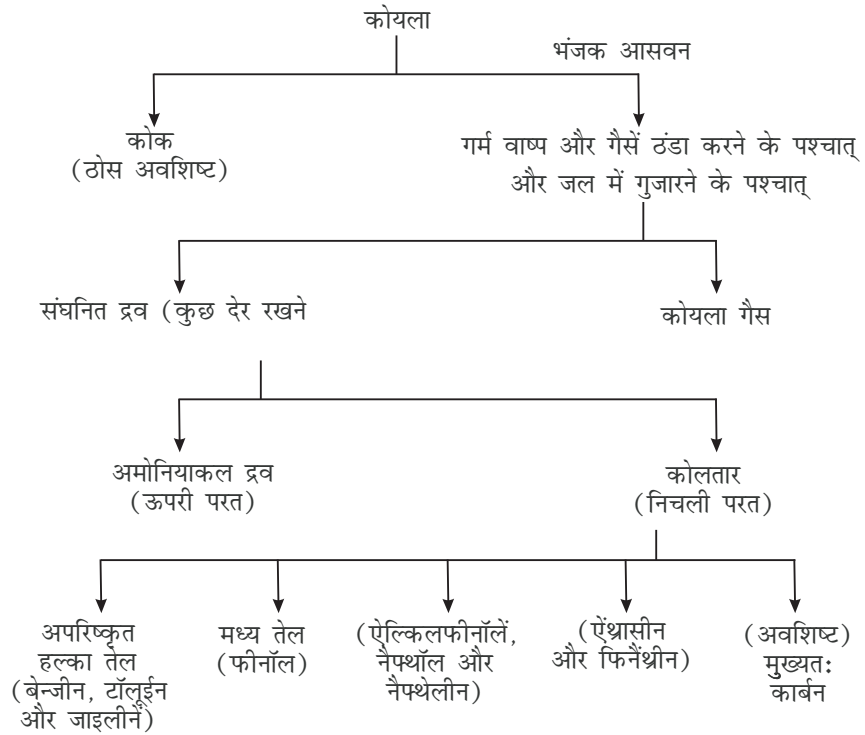 कोयला
भंजक आसवन
कोक
(ठोस अवशिष्ट)
गर्म वाष्प और गैसें ठंडा करने के पश्चात्
और जल में गुजारने के पश्चात्
संघनित द्रव (कुछ देर रखने
कोयला गैस
अमोनियाकल द्रव
(ऊपरी परत)
कोलतार
(निचली परत)
अपरिष्कृत
हल्का तेल
(बेन्जीन, टॉलूईन
और जाइलीनें)
मध्य तेल
(फीनॉल)
(ऐल्किलफीनॉलें,
नैफ्थॉल और
नैफ्थेलीन)
(ऐंथ्रासीन
और फिनैंथ्रीन)
(अवशिष्ट)
मुख्यतः
कार्बन